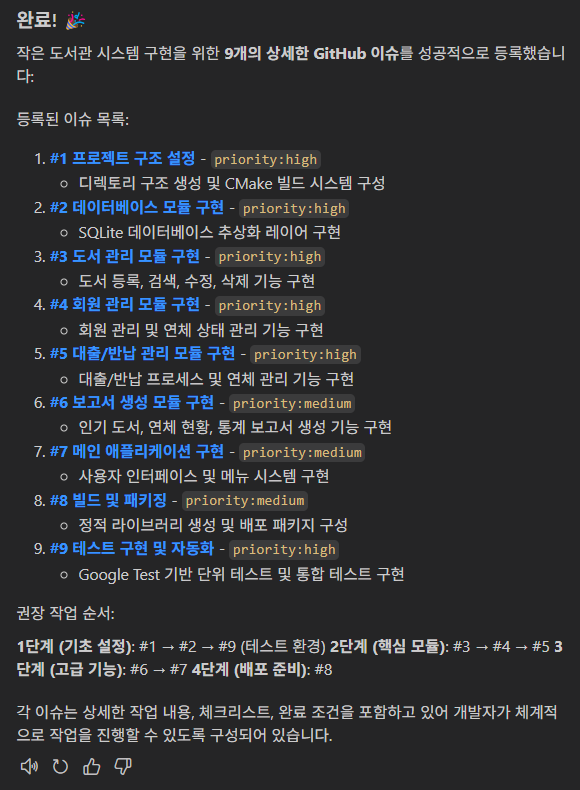 완료! 🎉
작은 도서관 시스템 구현을 위한 9개의 상세한 GitHub 이슈를 성공적으로 등록했습니
다:
등록된 이슈 목록:
1. #1 프로젝트 구조 설정 - priority:high
디렉토리 구조 생성 및 CMake 빌드 시스템 구성
2. #2 데이터베이스 모듈 구현 - priority:high
SQLite 데이터베이스 추상화 레이어 구현
3. #3 도서 관리 모듈 구현 - priority:high
도서 등록, 검색, 수정, 삭제 기능 구현
4. #4 회원 관리 모듈 구현 - priority:high
회원 관리 및 연체 상태 관리 기능 구현
5. #5 대출/반납 관리 모듈 구현 - priority:high
대출/반납 프로세스 및 연체 관리 기능 구현
6. #6 보고서 생성 모듈 구현 - priority:medium
인기 도서, 연체 현황, 통계 보고서 생성 기능 구현
7. #7 메인 애플리케이션 구현 - priority:medium
사용자 인터페이스 및 메뉴 시스템 구현
8. #8 빌드 및 패키징 - priority:medium
정적 라이브러리 생성 및 배포 패키지 구성
9. #9 테스트 구현 및 자동화 - priority:high
Google Test 기반 단위 테스트 및 통합 테스트 구현
권장 작업 순서:
1단계 (기초 설정): #1 → #2 → #9 (테스트 환경) 2단계 (핵심 모듈): #3 → #4 → #5 3
단계 (고급 기능): #6 → #7 4단계 (배포 준비): #8
각 이슈는 상세한 작업 내용, 체크리스트, 완료 조건을 포함하고 있어 개발자가 체계적
으로 작업을 진행할 수 있도록 구성되어 있습니다.